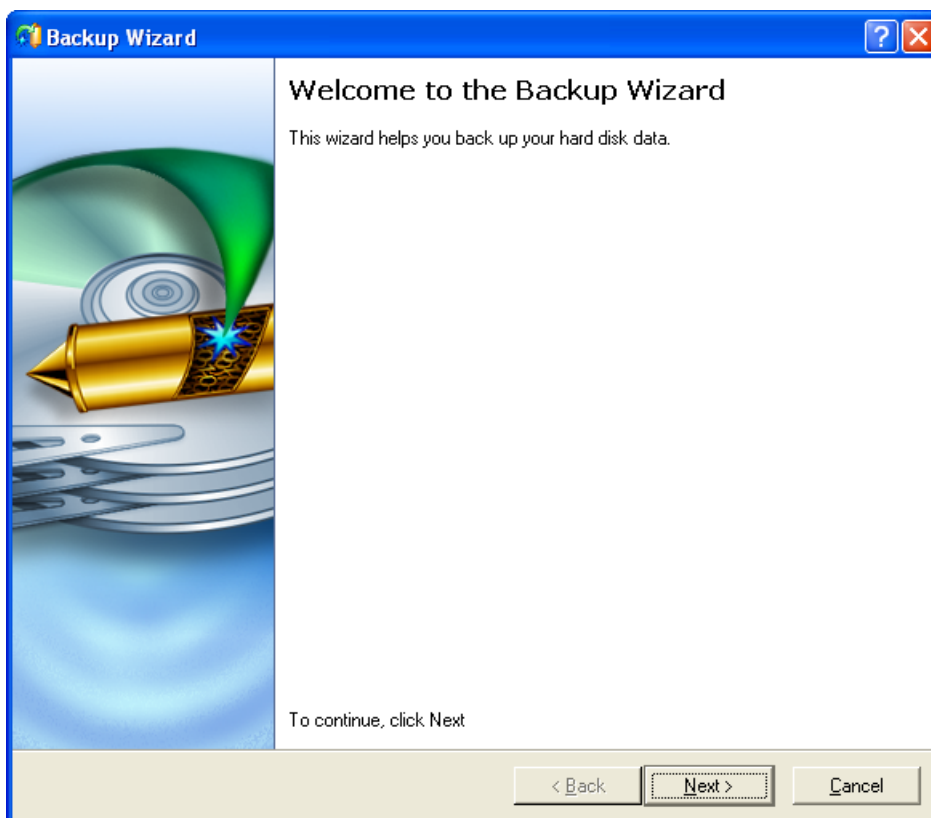 Backup Wizard
Welcome to the Backup Wizard
This wizard helps you back up your hard disk data.
To continue, click Next
< Back
Next >
Cancel